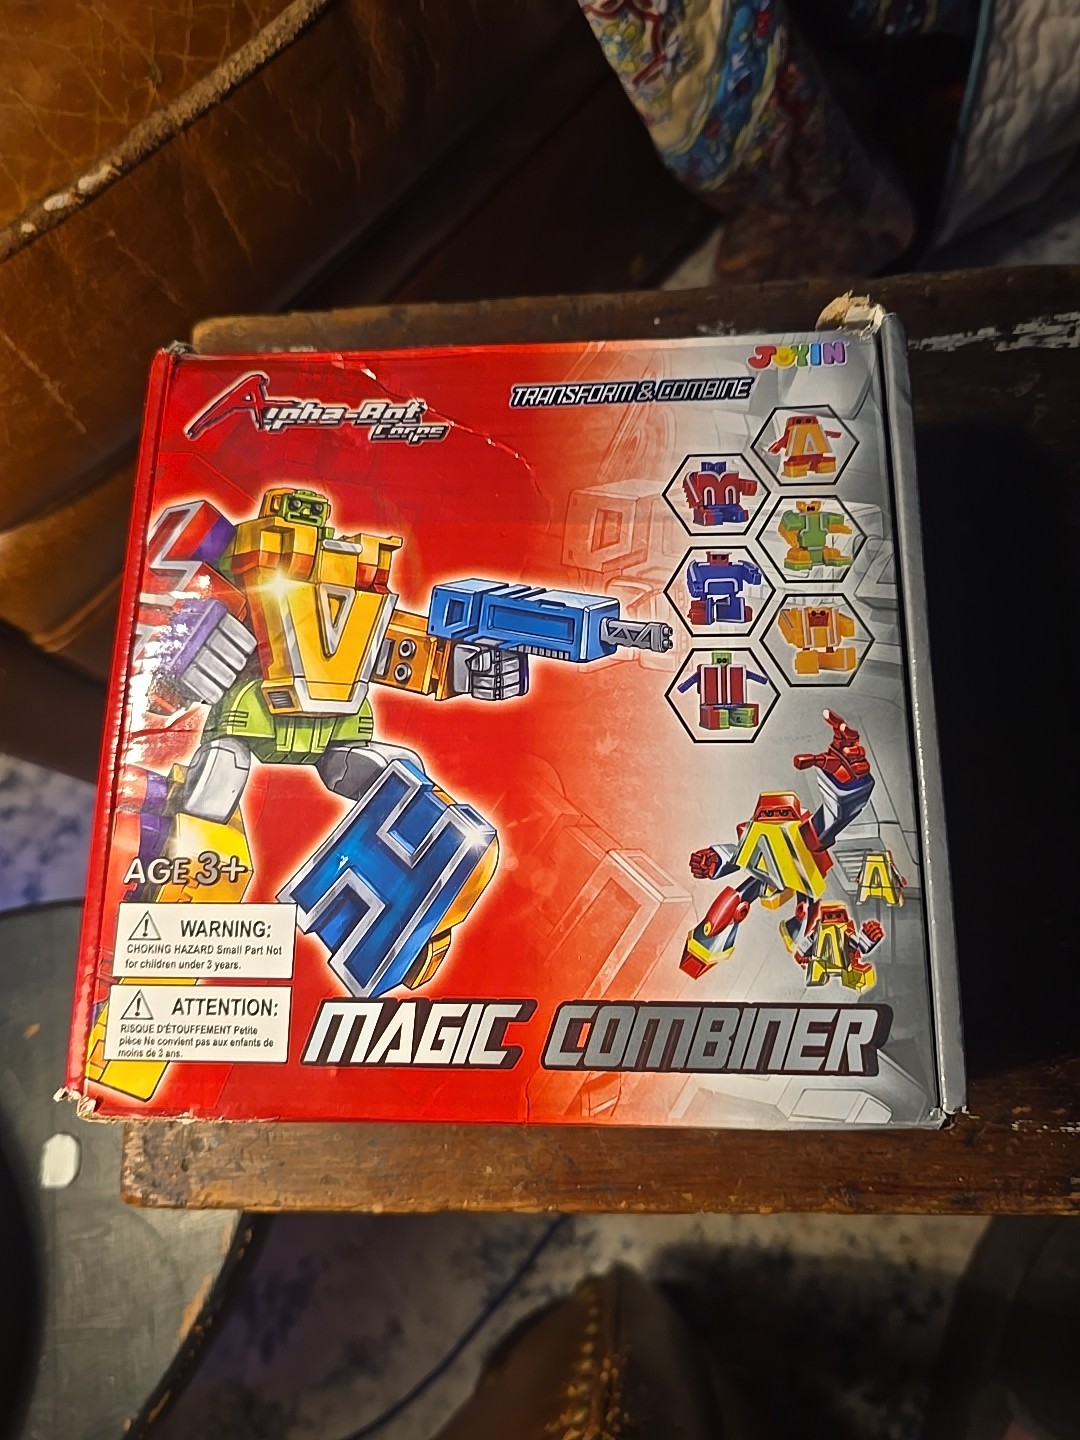 JOYIN
TRANSFORM & COMBINE
Alpha-Bot
Corps
AGE 3+
WARNING:
CHOKING HAZARD Small Part Not
for children under 3 years.
ATTENTION:
RISQUE D'ÉTOUFFEMENT Petite
pièce Ne convient pas aux enfants de
moins de 3 ans.
MAGIC COMBINER